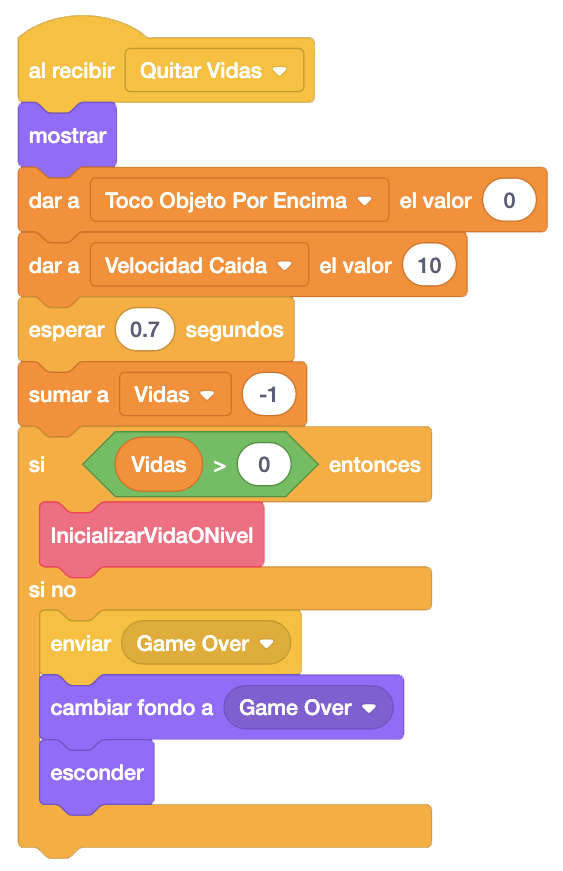 al recibir Quitar Vidas
mostrar
dar a Toco Objeto Por Encima el valor 0
dar a Velocidad Caida el valor 10
esperar 0.7 segundos
sumar a Vidas -1
si Vidas > 0 entonces
InicializarVidaONivel
si no
enviar Game Over
cambiar fondo a Game Over
esconder